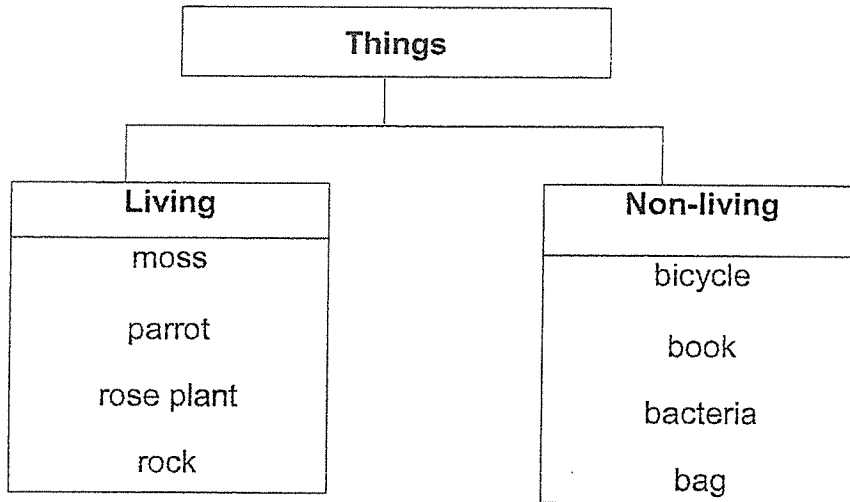 Things
Living
moss
parrot
rose plant
rock
Non-living
bicycle
book
bacteria
bag